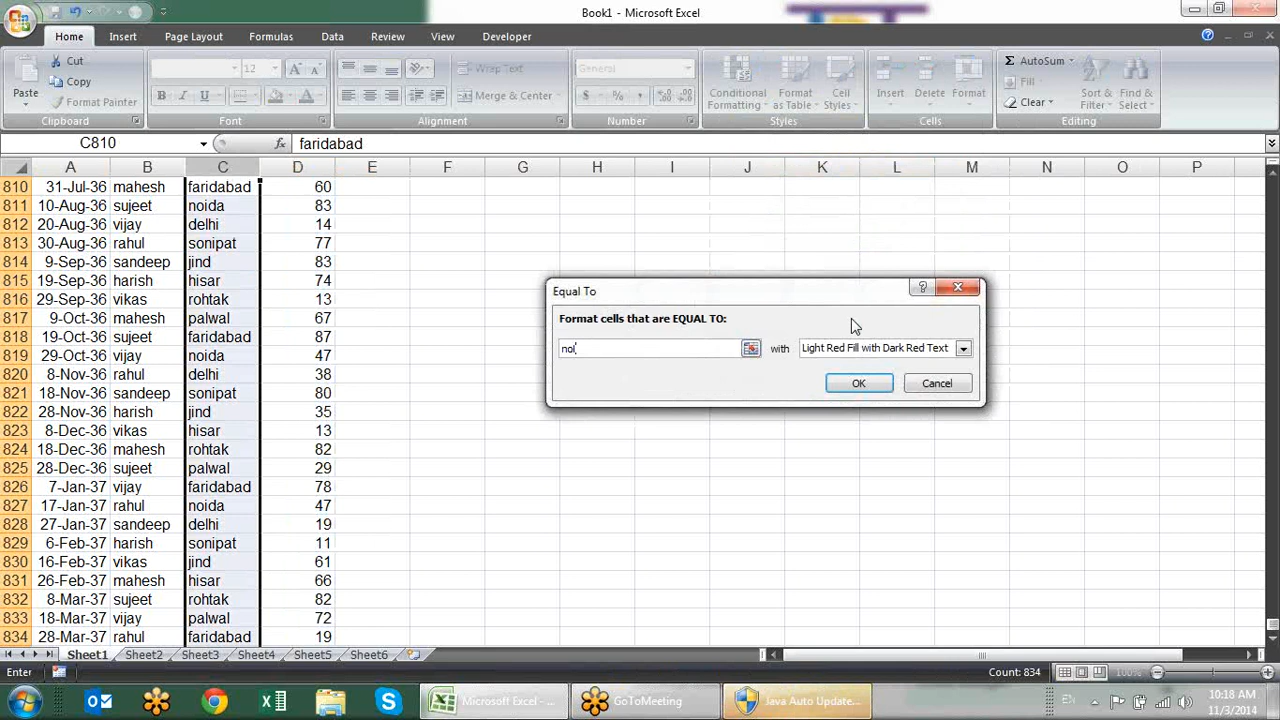 Book1 - Microsoft Excel
Home Insert Page Layout Formulas Data Review View Developer
Paste Cut Copy Format Painter Clipboard
12 A A B I U A Font
Wrap Text Merge & Center Alignment
General $ % , Number
Conditional Formatting Format as Table Cell Styles Styles
Insert Delete Format Cells
Σ AutoSum Fill Clear Sort & Filter Find & Select Editing
C810 fx faridabad
A B C D E F G H I J K L M N O P
810 31-Jul-36 mahesh faridabad 60
811 10-Aug-36 sujeet noida 83
812 20-Aug-36 vijay delhi 14
813 30-Aug-36 rahul sonipat 77
814 9-Sep-36 sandeep jind 83
815 19-Sep-36 harish hisar 74
816 29-Sep-36 vikas rohtak 13
817 9-Oct-36 mahesh palwal 67
818 19-Oct-36 sujeet faridabad 87
819 29-Oct-36 vijay noida 47
820 8-Nov-36 rahul delhi 38
821 18-Nov-36 sandeep sonipat 80
822 28-Nov-36 harish jind 35
823 8-Dec-36 vikas hisar 13
824 18-Dec-36 mahesh rohtak 82
825 28-Dec-36 sujeet palwal 29
826 7-Jan-37 vijay faridabad 78
827 17-Jan-37 rahul noida 47
828 27-Jan-37 sandeep delhi 19
829 6-Feb-37 harish sonipat 11
830 16-Feb-37 vikas jind 61
831 26-Feb-37 mahesh hisar 66
832 8-Mar-37 sujeet rohtak 82
833 18-Mar-37 vijay palwal 72
834 28-Mar-37 rahul faridabad 19
Equal To
Format cells that are EQUAL TO:
noi with Light Red Fill with Dark Red Text
OK Cancel
Sheet1 Sheet2 Sheet3 Sheet4 Sheet5 Sheet6
Enter Count: 834 100%
Microsoft Excel - ... GoToMeeting Java Auto Update... EN 10:18 AM
11/3/2014